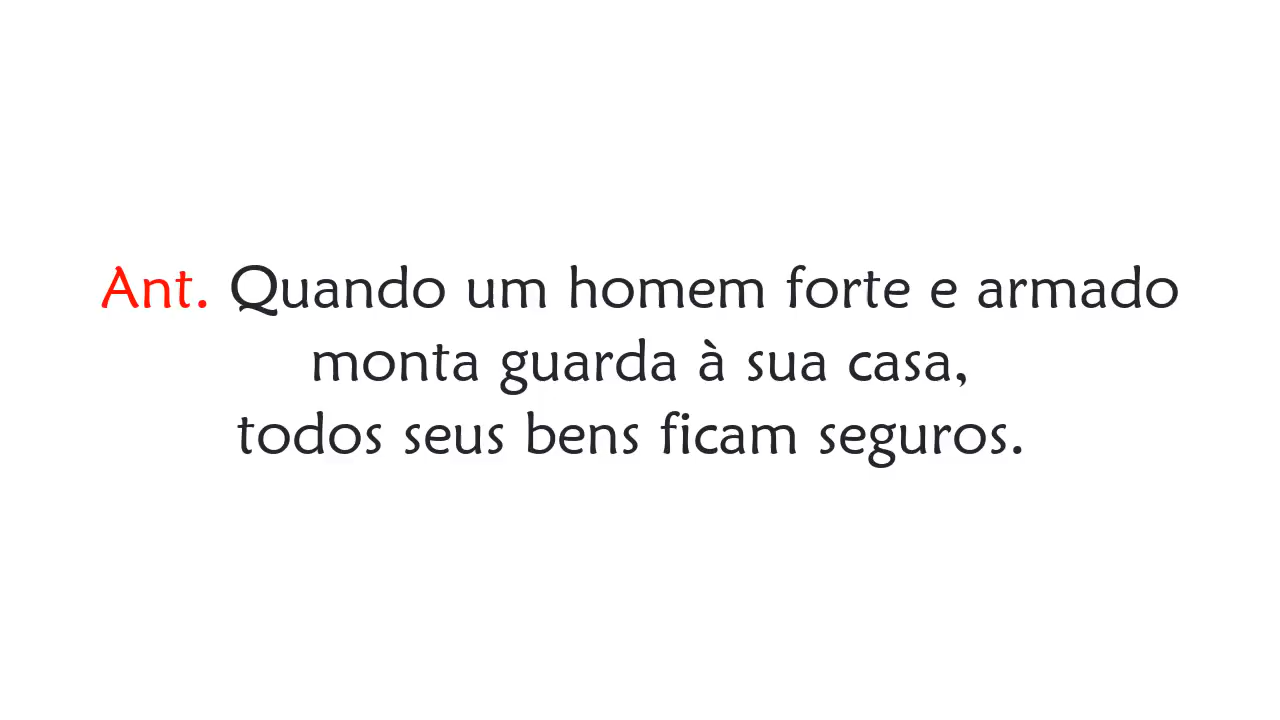 Ant. Quando um homem forte e armado
monta guarda à sua casa,
todos seus bens ficam seguros.